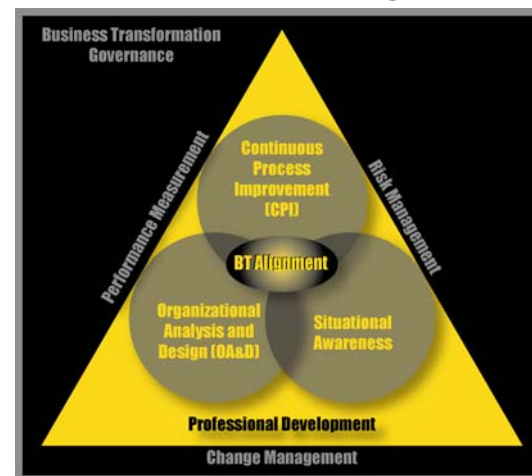 Business Transformation
Governance
Performance Measurement
Risk Management
Continuous
Process
Improvement
(CPI)
BT Alignment
Organizational
Analysis and
Design (OA&D)
Situational
Awareness
Professional Development
Change Management